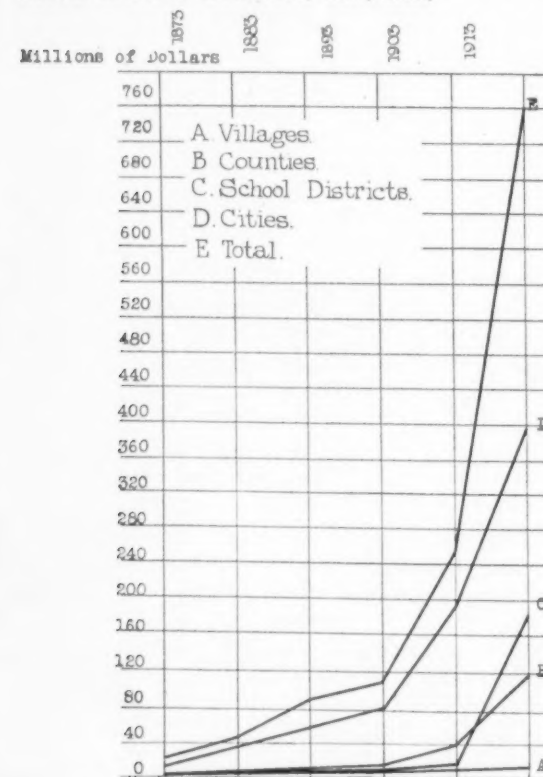 1873 1883 1893 1903 1913
Millions of Dollars
760
720
A. Villages.
B Counties.
680
C. School Districts.
640
D. Cities.
600
E Total.
560
520
480
440
400
360
320
280
240
200
160
120
80
40
0
E
C
A